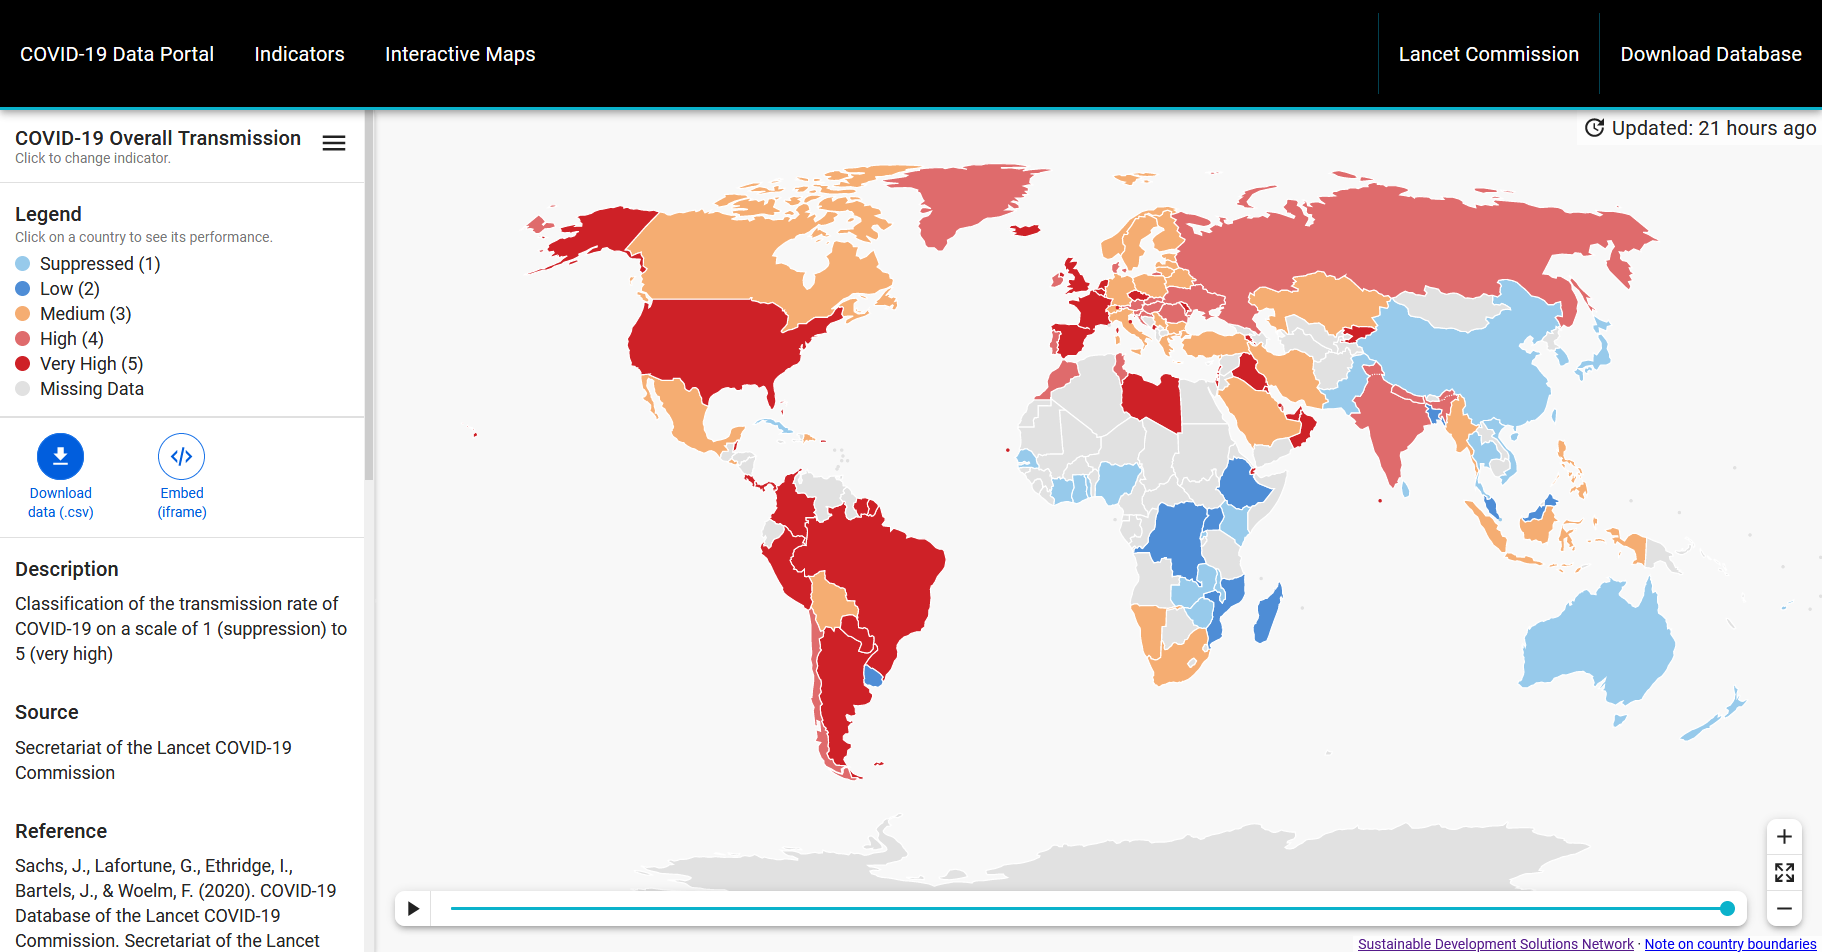 COVID-19 Data Portal
Indicators
Interactive Maps
Lancet Commission
Download Database
COVID-19 Overall Transmission
Click to change indicator.
Updated: 21 hours ago
Legend
Click on a country to see its performance.
Suppressed (1)
Low (2)
Medium (3)
High (4)
Very High (5)
Missing Data
Download
data (.csv)
Embed
(iframe)
Description
Classification of the transmission rate of
COVID-19 on a scale of 1 (suppression) to
5 (very high)
Source
Secretariat of the Lancet COVID-19
Commission
Reference
Sachs, J., Lafortune, G., Ethridge, I.,
Bartels, J., & Woelm, F. (2020). COVID-19
Database of the Lancet COVID-19
Commission. Secretariat of the Lancet
Sustainable Development Solutions Network · Note on country boundaries